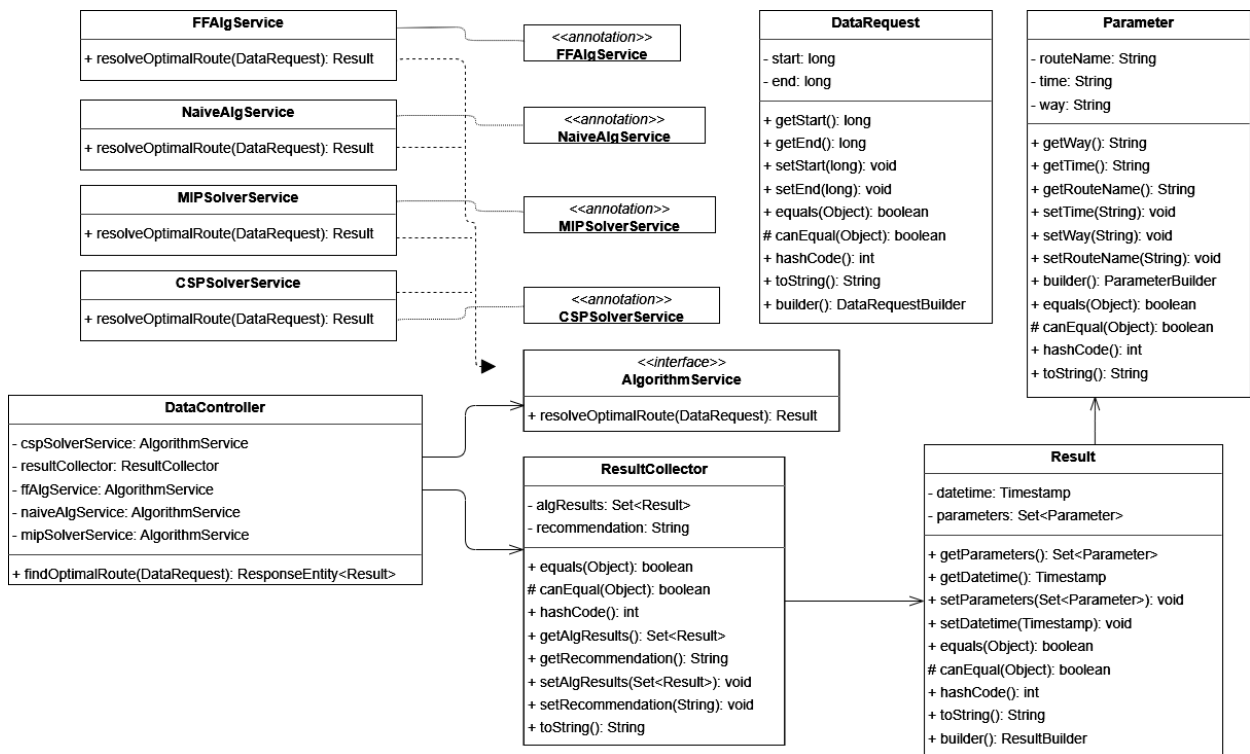 FFAlgService
+ resolveOptimalRoute(DataRequest): Result
<<annotation>>
FFAlgService
NaiveAlgService
+ resolveOptimalRoute(DataRequest): Result
<<annotation>>
NaiveAlgService
MIPSolverService
+ resolveOptimalRoute(DataRequest): Result
<<annotation>>
MIPSolverService
CSPSolverService
+ resolveOptimalRoute(DataRequest): Result
<<annotation>>
CSPSolverService
DataRequest
- start: long
- end: long
+ getStart(): long
+ getEnd(): long
+ setStart(long): void
+ setEnd(long): void
+ equals(Object): boolean
# canEqual(Object): boolean
+ hashCode(): int
+ toString(): String
+ builder(): DataRequestBuilder
Parameter
- routeName: String
- time: String
- way: String
+ getWay(): String
+ getTime(): String
+ getRouteName(): String
+ setTime(String): void
+ setWay(String): void
+ setRouteName(String): void
+ builder(): ParameterBuilder
+ equals(Object): boolean
# canEqual(Object): boolean
+ hashCode(): int
+ toString(): String
<<interface>>
AlgorithmService
+ resolveOptimalRoute(DataRequest): Result
DataController
- cspSolverService: AlgorithmService
- resultCollector: ResultCollector
- ffAlgService: AlgorithmService
- naiveAlgService: AlgorithmService
- mipSolverService: AlgorithmService
+ findOptimalRoute(DataRequest): ResponseEntity<Result>
ResultCollector
- algResults: Set<Result>
- recommendation: String
+ equals(Object): boolean
# canEqual(Object): boolean
+ hashCode(): int
+ getAlgResults(): Set<Result>
+ getRecommendation(): String
+ setAlgResults(Set<Result>): void
+ setRecommendation(String): void
+ toString(): String
Result
- datetime: Timestamp
- parameters: Set<Parameter>
+ getParameters(): Set<Parameter>
+ getDatetime(): Timestamp
+ setParameters(Set<Parameter>): void
+ setDatetime(Timestamp): void
+ equals(Object): boolean
# canEqual(Object): boolean
+ hashCode(): int
+ toString(): String
+ builder(): ResultBuilder